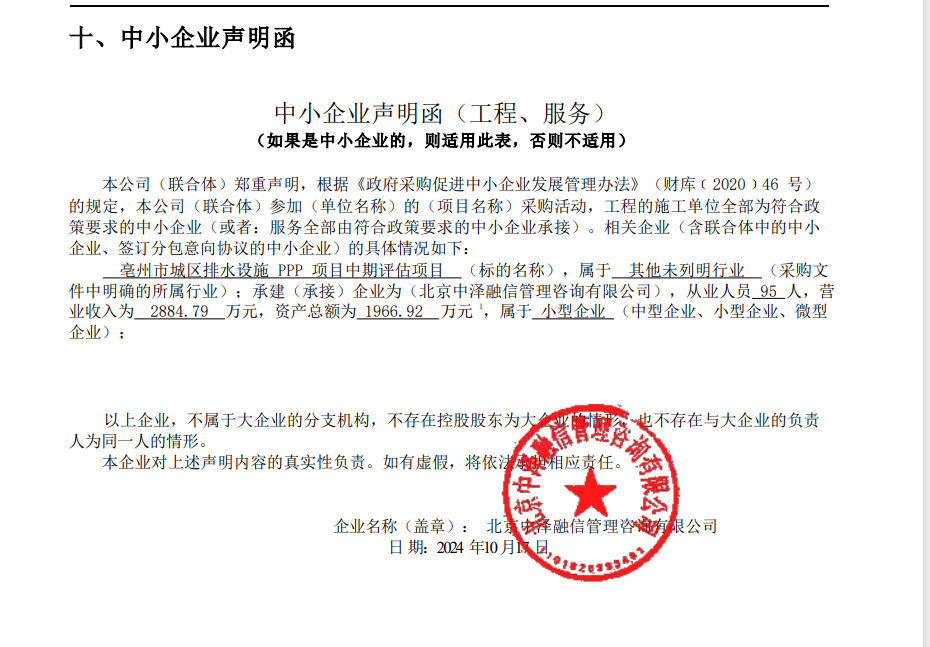 十、中小企业声明函
中小企业声明函（工程、服务）
（如果是中小企业的，则适用此表，否则不适用）
本公司（联合体）郑重声明，根据《政府采购促进中小企业发展管理办法》（财库﹝2020﹞46 号）
的规定，本公司（联合体）参加（单位名称）的（项目名称）采购活动，工程的施工单位全部为符合政
策要求的中小企业（或者：服务全部由符合政策要求的中小企业承接）。相关企业（含联合体中的中小
企业、签订分包意向协议的中小企业）的具体情况如下：
亳州市城区排水设施 PPP 项目中期评估项目 （标的名称），属于 其他未列明行业 （采购文
件中明确的所属行业）；承建（承接）企业为（北京中泽融信管理咨询有限公司），从业人员 95 人，营
业收入为 2884.79 万元，资产总额为 1966.92 万元 1，属于 小型企业 （中型企业、小型企业、微型
企业）；
以上企业，不属于大企业的分支机构，不存在控股股东为大企业的情形，也不存在与大企业的负责
人为同一人的情形。
本企业对上述声明内容的真实性负责。如有虚假，将依法承担相应责任。
企业名称（盖章）： 北京中泽融信管理咨询有限公司
日 期：2024 年10 月17 日
北京中泽融信管理咨询有限公司